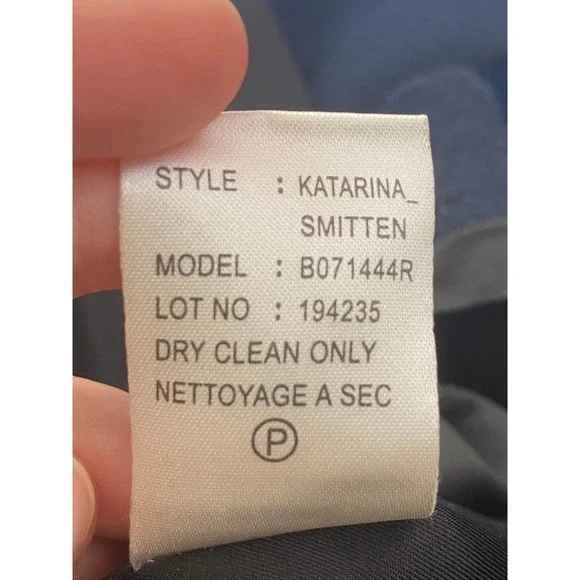 STYLE : KATARINA_
SMITTEN
MODEL : B071444R
LOT NO : 194235
DRY CLEAN ONLY
NETTOYAGE A SEC
P